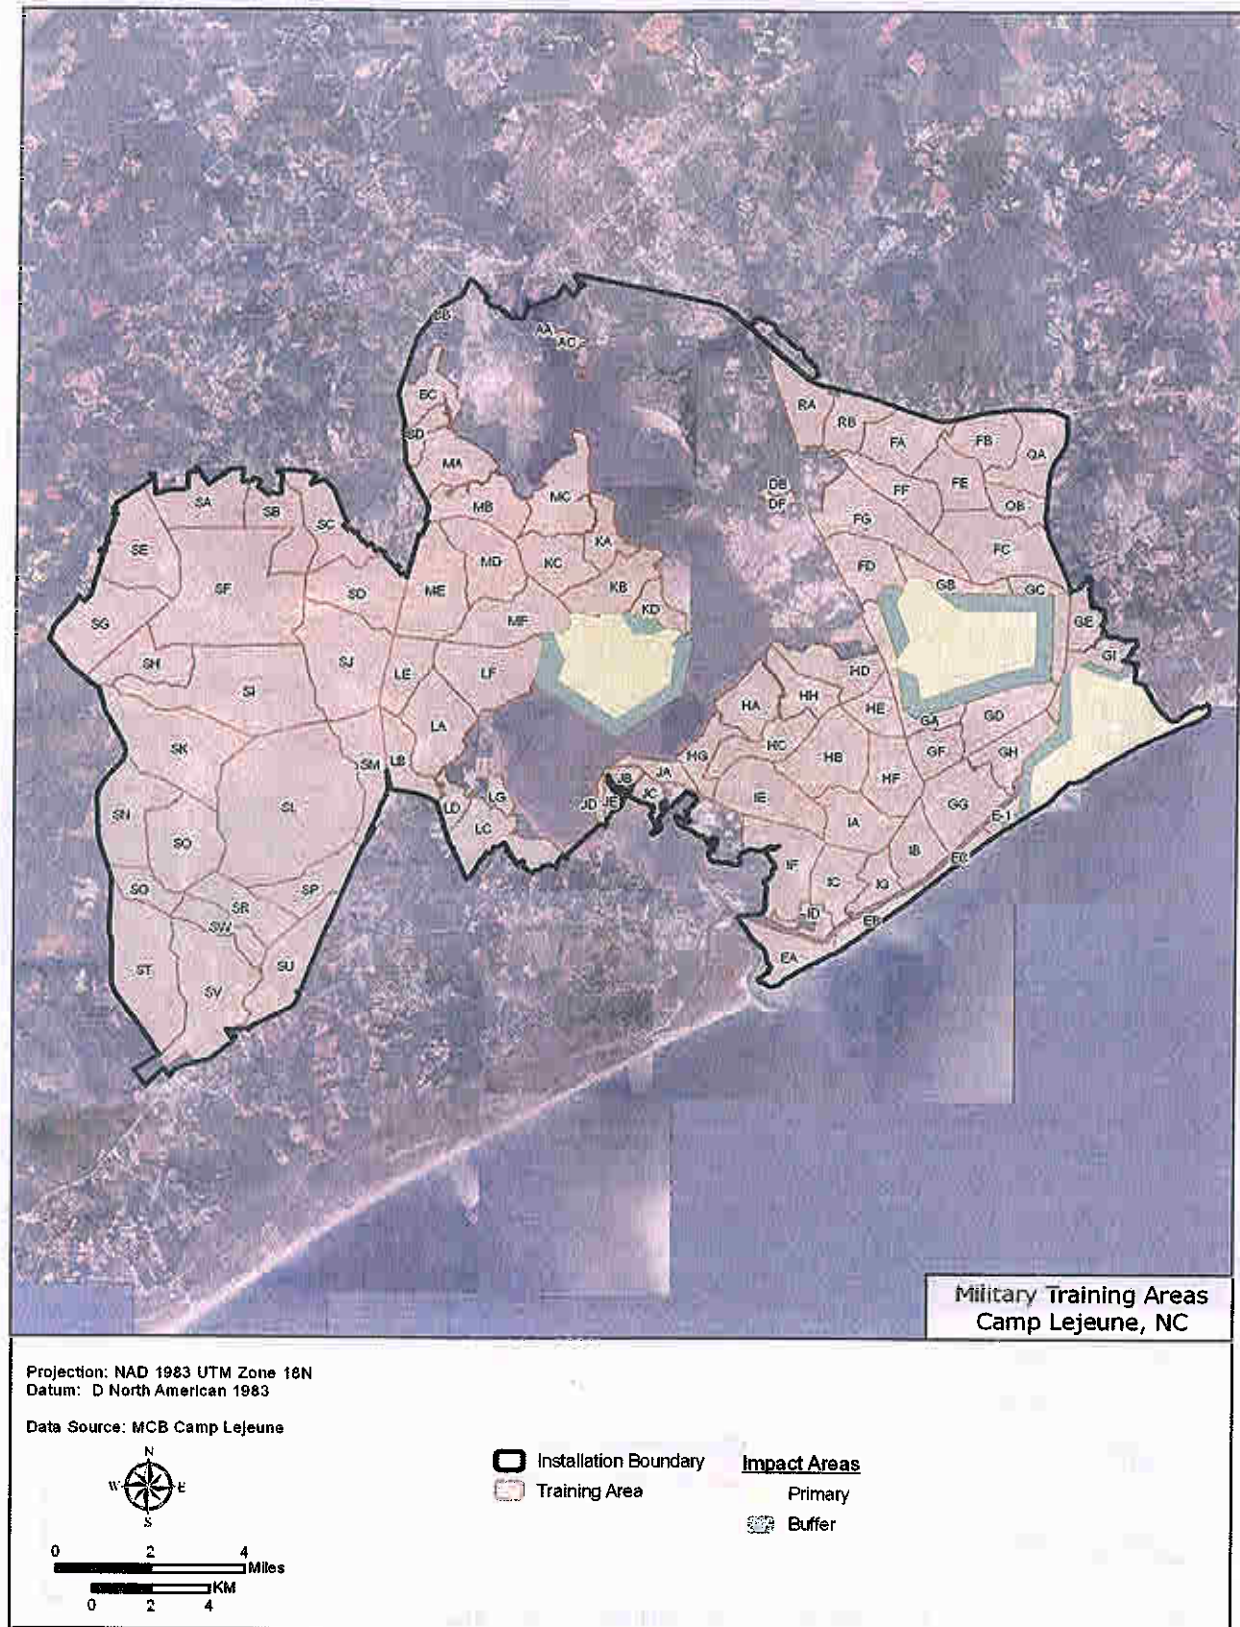 BB
AA
AC
BC
BD
RA
RB
FA
FB
QA
MA
MB
MC
DB
DF
FF
FE
SA
SB
SC
FG
FC
SE
SF
MD
KC
KA
KB
KD
ME
SD
MF
FD
GB
GC
GE
GI
SG
SH
SI
SJ
LE
LF
HD
HA
HH
HE
GA
GD
SK
LA
HG
HC
HB
GF
GH
SM
LB
JB
JA
HF
SN
SL
LD
LG
JD
JE
JC
IE
GG
E-1
SO
LC
IA
IB
EC
SP
IF
IC
IG
SR
SW
ID
EB
ST
SU
SV
EA
Military Training Areas
Camp Lejeune, NC
Projection: NAD 1983 UTM Zone 18N
Datum: D North American 1983
Data Source: MCB Camp Lejeune
N
W
E
S
0 2 4
Miles
KM
0 2 4
Installation Boundary
Training Area
Impact Areas
Primary
Buffer